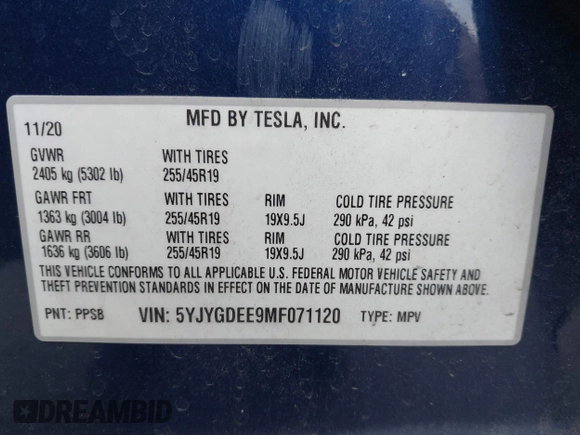 MFD BY TESLA, INC.
11/20
GVWR WITH TIRES
2405 kg (5302 lb) 255/45R19
GAWR FRT WITH TIRES RIM COLD TIRE PRESSURE
1363 kg (3004 lb) 255/45R19 19X9.5J 290 kPa, 42 psi
GAWR RR WITH TIRES RIM COLD TIRE PRESSURE
1636 kg (3606 lb) 255/45R19 19X9.5J 290 kPa, 42 psi
THIS VEHICLE CONFORMS TO ALL APPLICABLE U.S. FEDERAL MOTOR VEHICLE SAFETY AND
THEFT PREVENTION STANDARDS IN EFFECT ON THE DATE OF MANUFACTURE SHOWN ABOVE.
PNT: PPSB VIN: 5YJYGDEE9MF071120 TYPE: MPV
DREAMBID